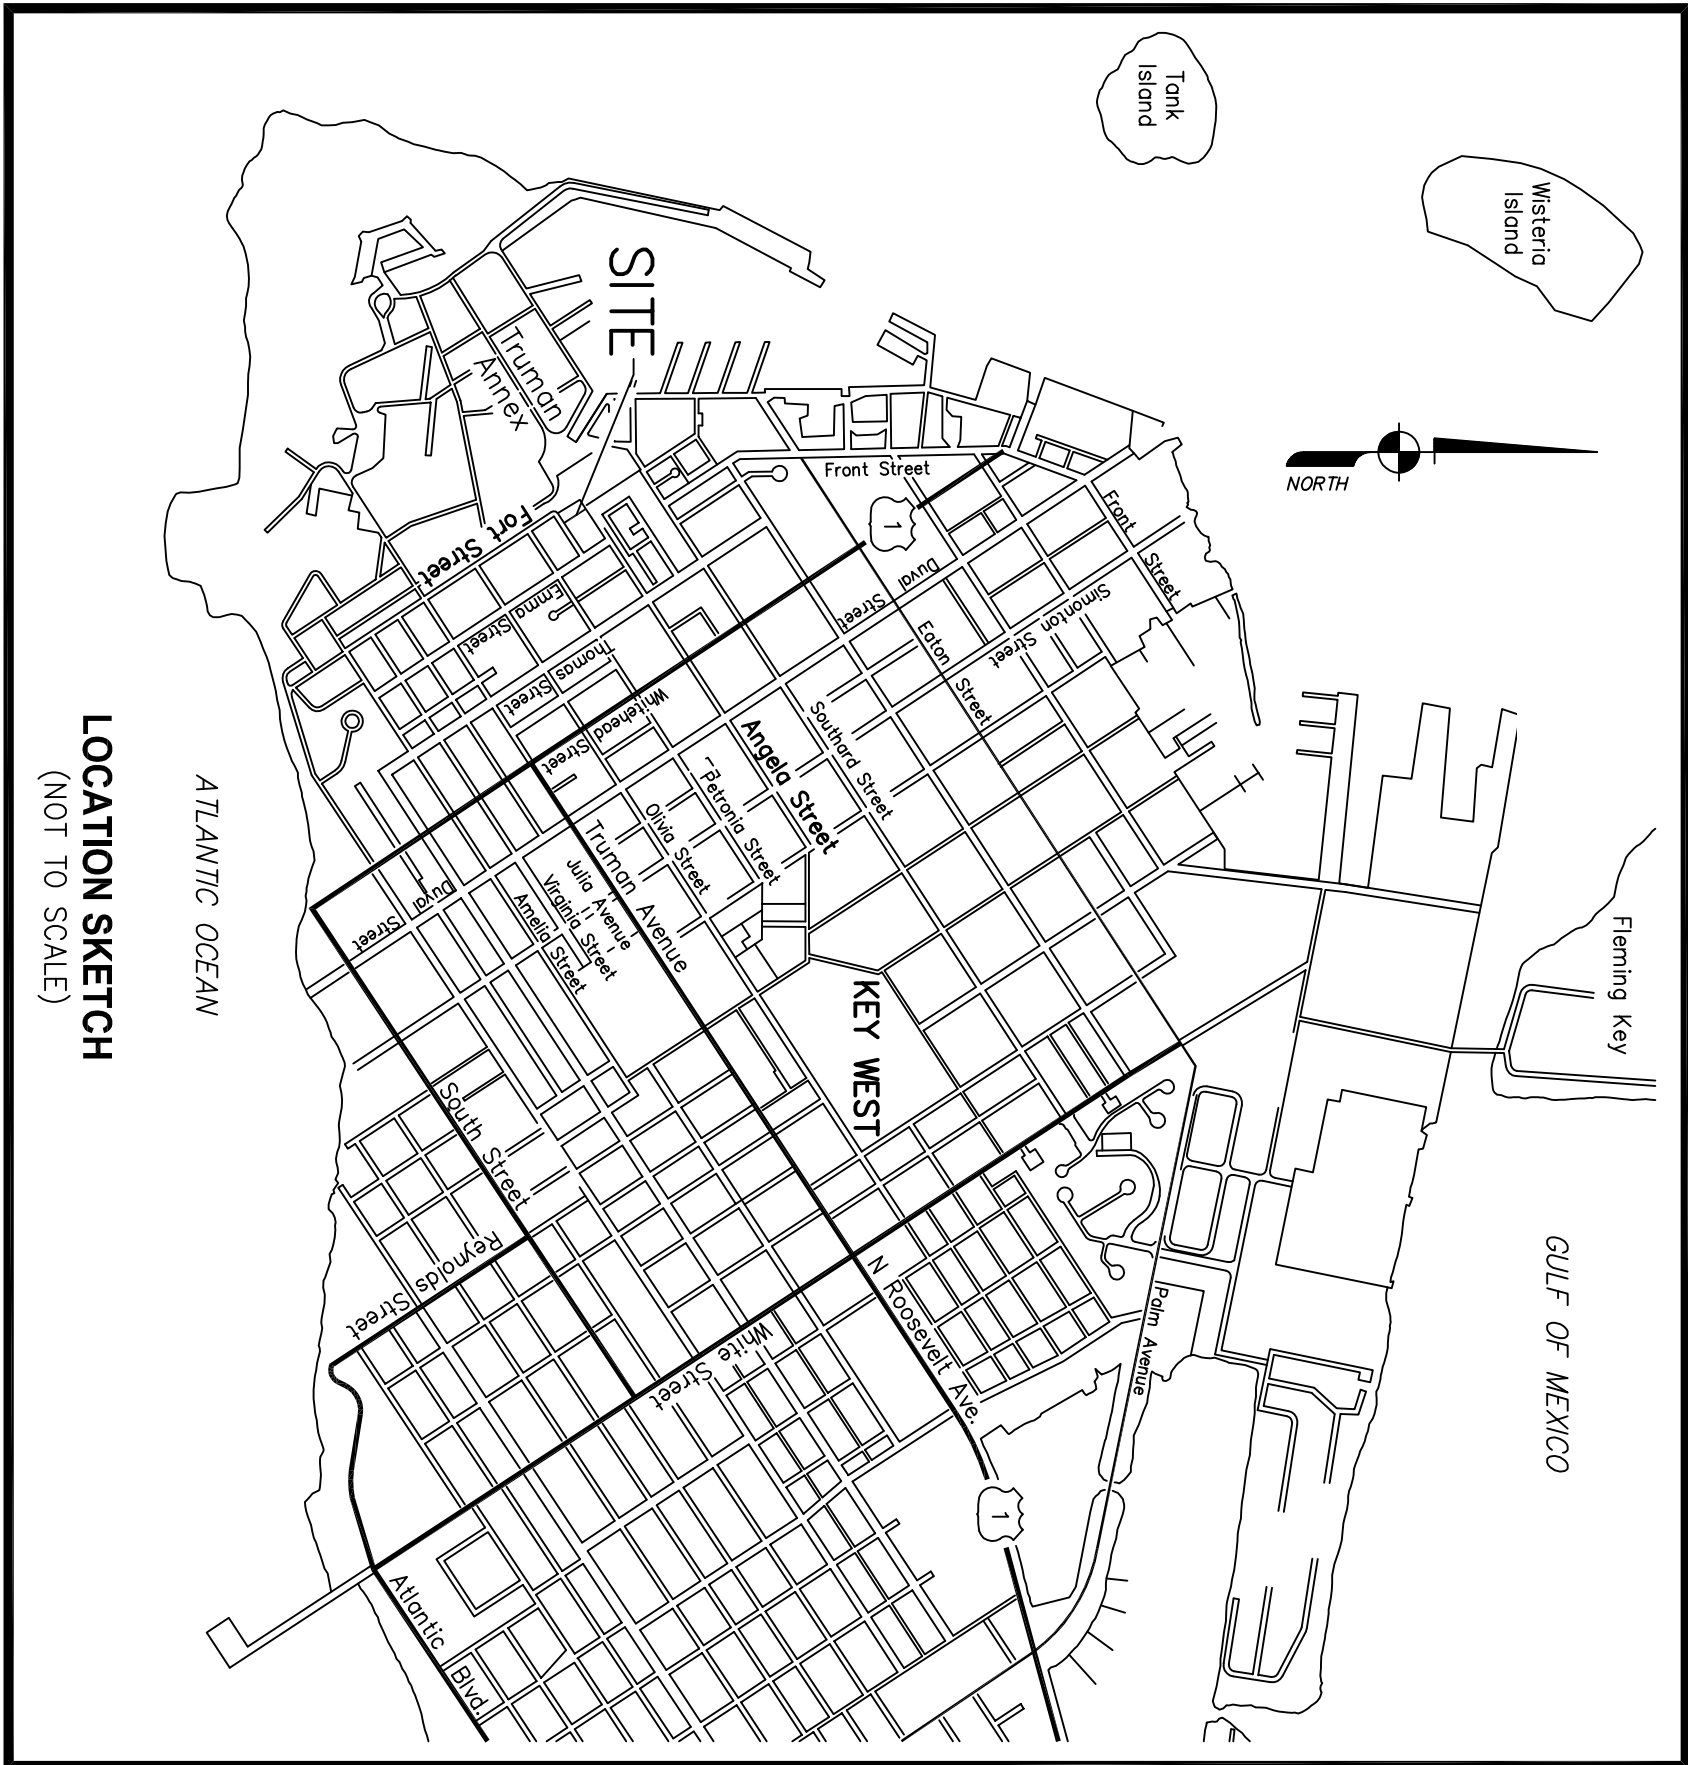 Tank
Island
Wisteria
Island
SITE
Truman
Annex
NORTH
Front Street
1
Front
Street
Fort Street
Emma
Street
Thomas
Street
Whitehead
Street
Duval
Street
Simonton
Street
Eaton
Street
Southard Street
Angela Street
Petronia Street
Olivia Street
Truman Avenue
Julia Avenue
Virginia Street
Amelia Street
Duval
Street
KEY WEST
Fleming Key
South Street
Reynolds
Street
White
Street
N Roosevelt Ave.
Palm Avenue
1
Atlantic
Blvd.
GULF OF MEXICO
ATLANTIC OCEAN
LOCATION SKETCH
(NOT TO SCALE)